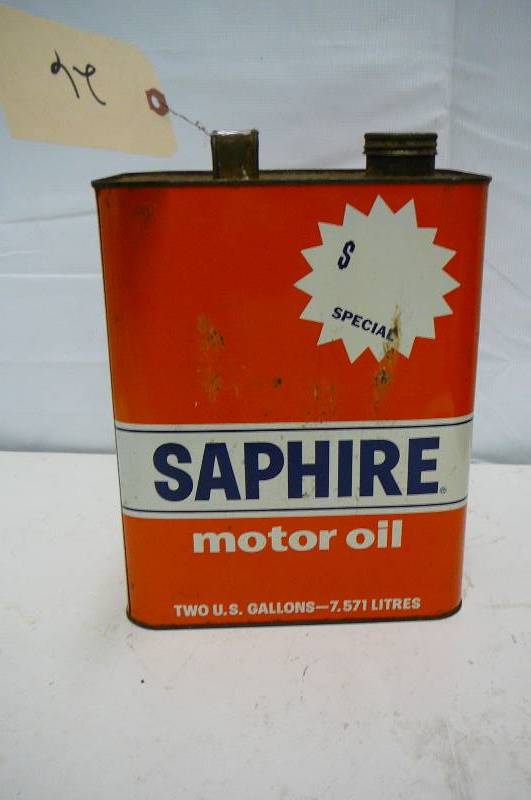 $
SPECIAL
SAPHIRE®
motor oil
TWO U.S. GALLONS—7.571 LITRES